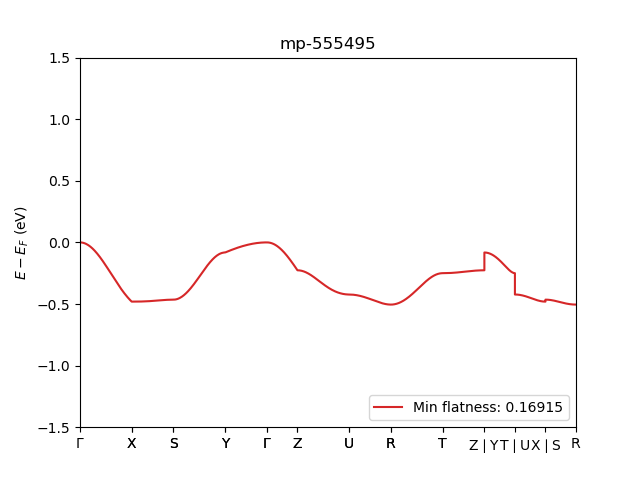 mp-555495
E − E_F (eV)
1.5
1.0
0.5
0.0
−0.5
−1.0
−1.5
Min flatness: 0.16915
Γ X S Y Γ Z U R T Z | Y T | U X | S R